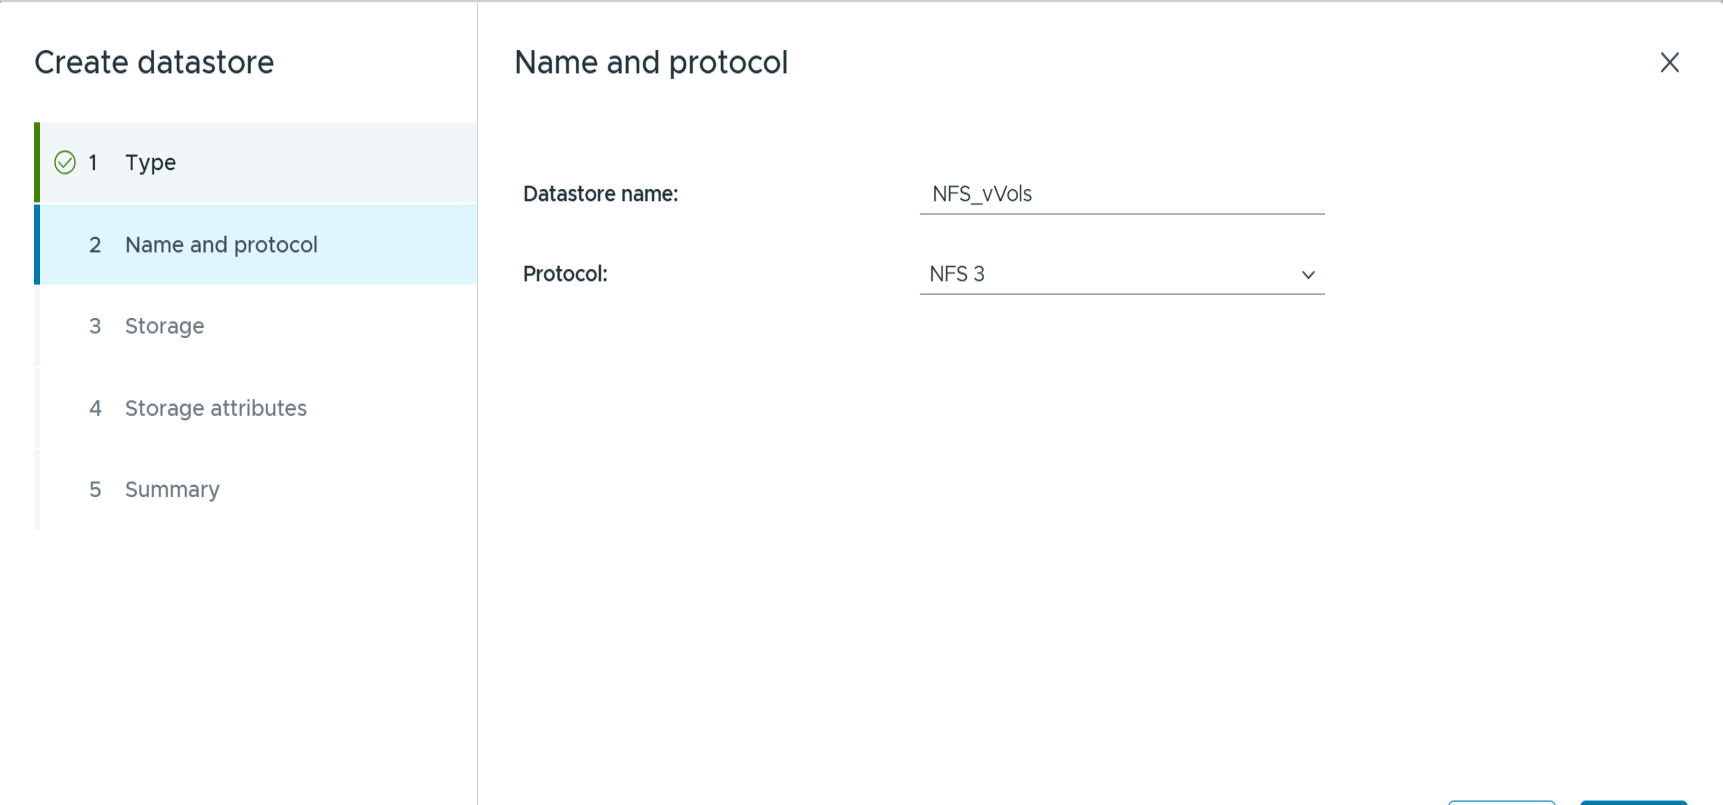 Create datastore
1 Type
2 Name and protocol
3 Storage
4 Storage attributes
5 Summary
Name and protocol
Datastore name: NFS_vVols
Protocol: NFS 3